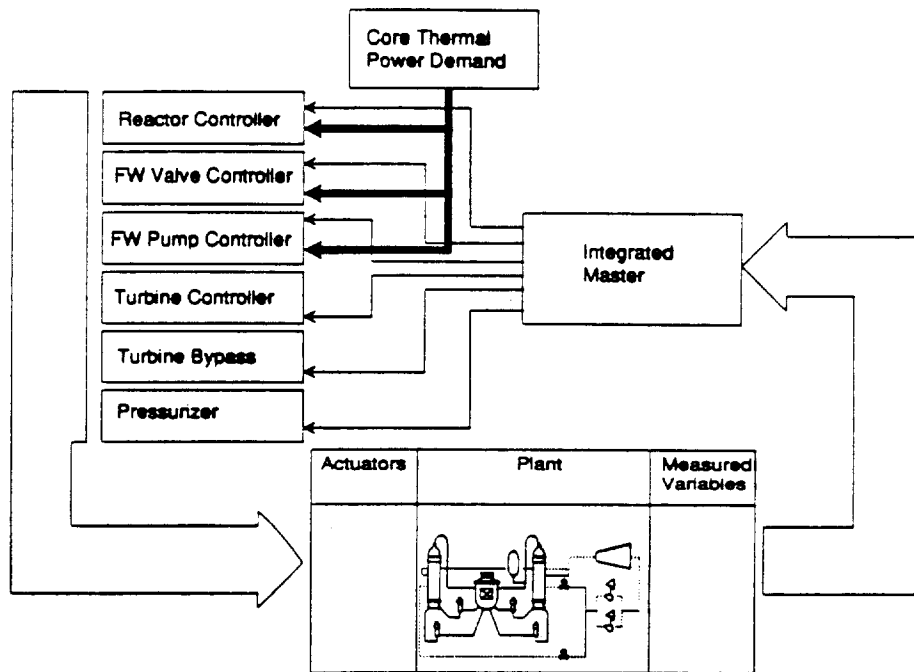 Core Thermal
Power Demand
Reactor Controller
FW Valve Controller
FW Pump Controller
Integrated
Master
Turbine Controller
Turbine Bypass
Pressurizer
Actuators
Plant
Measured
Variables